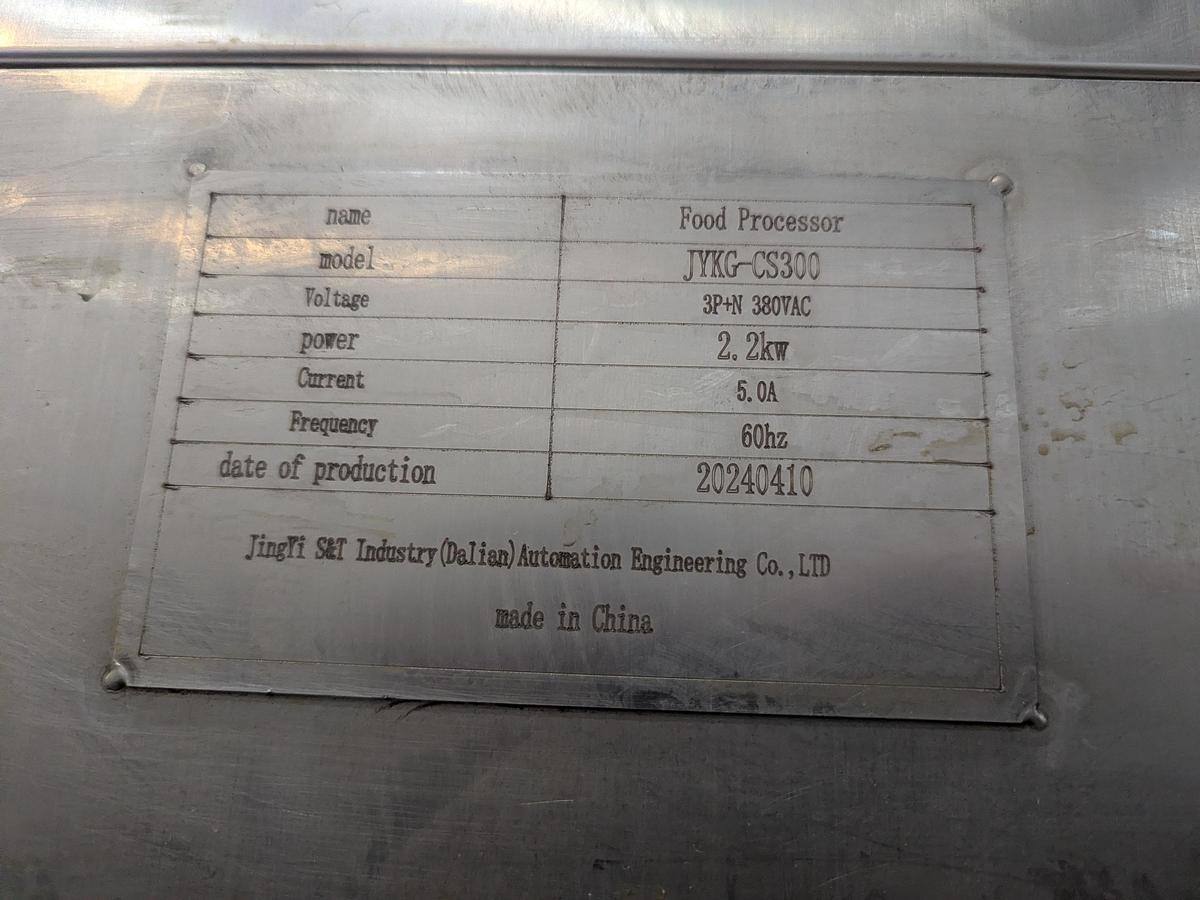 name Food Processor
model JYKG-CS300
Voltage 3P+N 380VAC
power 2.2kw
Current 5.0A
Frequency 60hz
date of production 20240410
JingYi S&T Industry(Dalian)Automation Engineering Co.,LTD
made in China